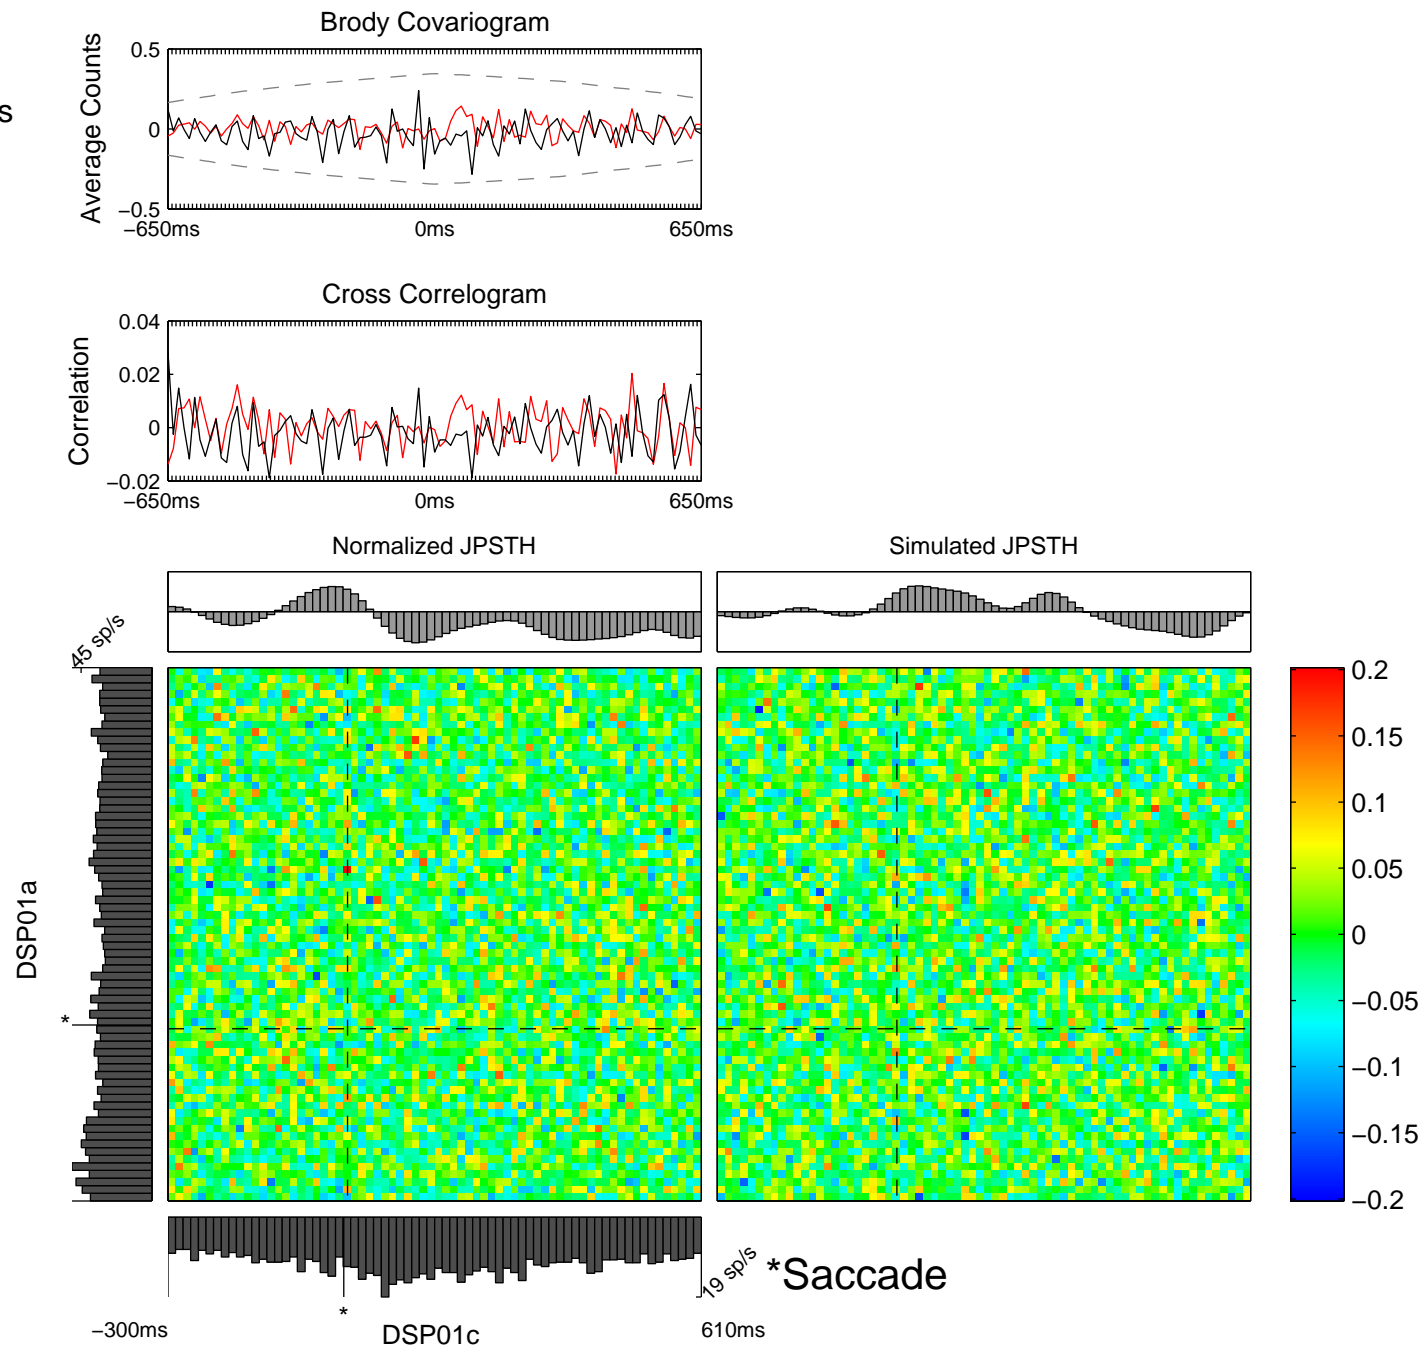 Brody Covariogram
s
Average Counts
0.5
0
−0.5
−650ms 0ms 650ms
Cross Correlogram
Correlation
0.04
0.02
0
−0.02
−650ms 0ms 650ms
Normalized JPSTH Simulated JPSTH
45 sp/s
DSP01a
*
0.2
0.15
0.1
0.05
0
−0.05
−0.1
−0.15
−0.2
19 sp/s
*Saccade
*
−300ms DSP01c 610ms